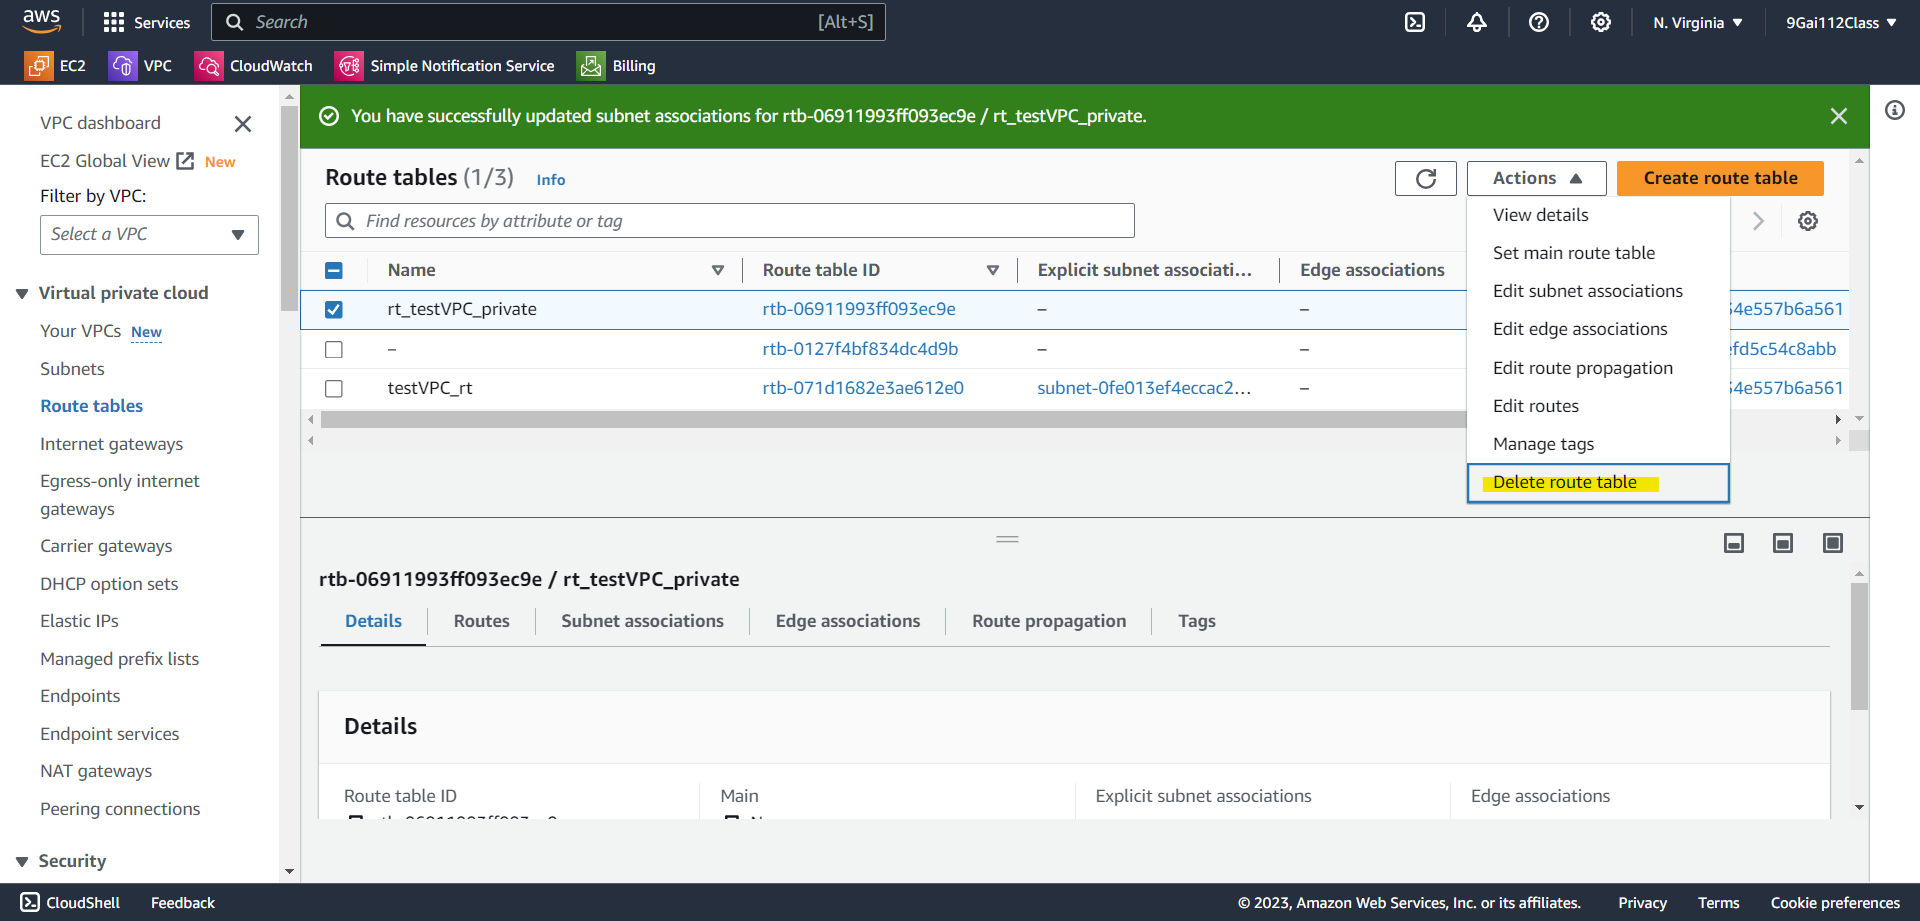 aws
Services
Search
[Alt+S]
N. Virginia
9Gai112Class
EC2
VPC
CloudWatch
Simple Notification Service
Billing
VPC dashboard
EC2 Global View New
Filter by VPC:
Select a VPC
Virtual private cloud
Your VPCs New
Subnets
Route tables
Internet gateways
Egress-only internet
gateways
Carrier gateways
DHCP option sets
Elastic IPs
Managed prefix lists
Endpoints
Endpoint services
NAT gateways
Peering connections
Security
You have successfully updated subnet associations for rtb-06911993ff093ec9e / rt_testVPC_private.
Route tables (1/3) Info
Actions
Create route table
Find resources by attribute or tag
View details
Set main route table
Edit subnet associations
Edit edge associations
Edit route propagation
Edit routes
Manage tags
Delete route table
Name Route table ID Explicit subnet associati... Edge associations
rt_testVPC_private rtb-06911993ff093ec9e – – 4e557b6a561
– rtb-0127f4bf834dc4d9b – – fd5c54c8abb
testVPC_rt rtb-071d1682e3ae612e0 subnet-0fe013ef4eccac2... – 4e557b6a561
rtb-06911993ff093ec9e / rt_testVPC_private
Details Routes Subnet associations Edge associations Route propagation Tags
Details
Route table ID Main Explicit subnet associations Edge associations
CloudShell Feedback © 2023, Amazon Web Services, Inc. or its affiliates. Privacy Terms Cookie preferences